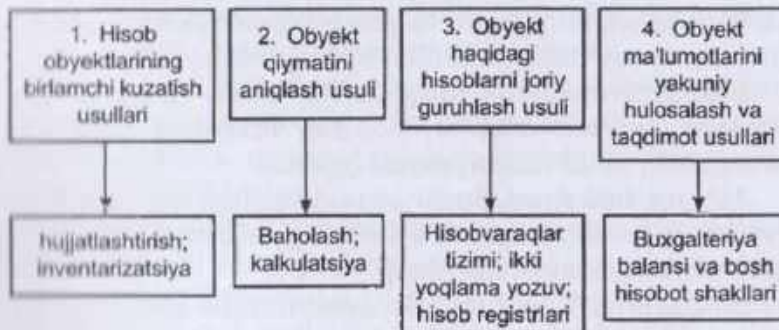 1. Hisob
obyektlarining
birlamchi kuzatish
usullari
2. Obyekt
qiymatini
aniqlash usuli
3. Obyekt
haqidagi
hisoblarni joriy
guruhlash usuli
4. Obyekt
ma'lumotlarini
yakuniy
hulosalash va
taqdimot usullari
hujjatlashtirish;
inventarizatsiya
Baholash;
kalkulatsiya
Hisobvaraqlar
tizimi; ikki
yoqlama yozuv;
hisob registrlari
Buxgalteriya
balansi va bosh
hisobot shakllari